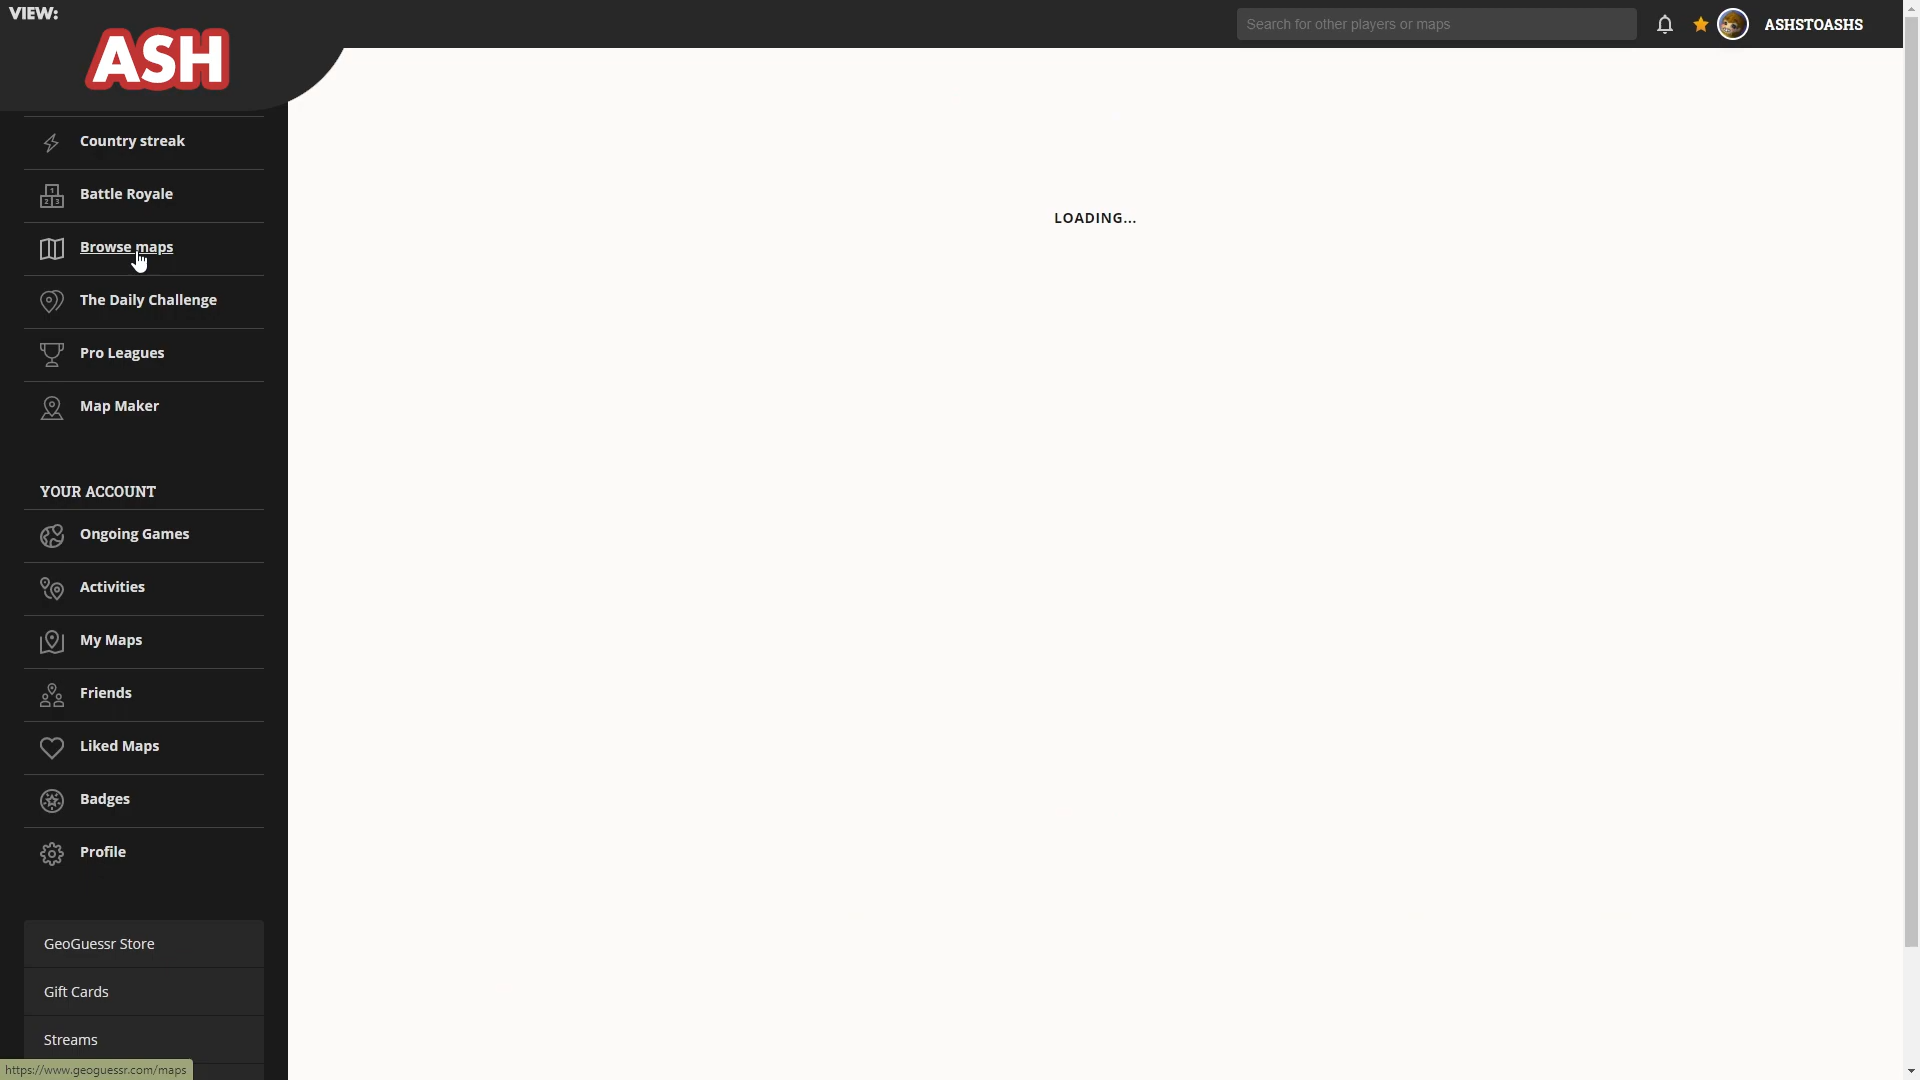 VIEW:
ASH
Search for other players or maps
ASHSTOASHS
Country streak
Battle Royale
Browse maps
The Daily Challenge
Pro Leagues
Map Maker
YOUR ACCOUNT
Ongoing Games
Activities
My Maps
Friends
Liked Maps
Badges
Profile
GeoGuessr Store
Gift Cards
Streams
LOADING...
https://www.geoguessr.com/maps